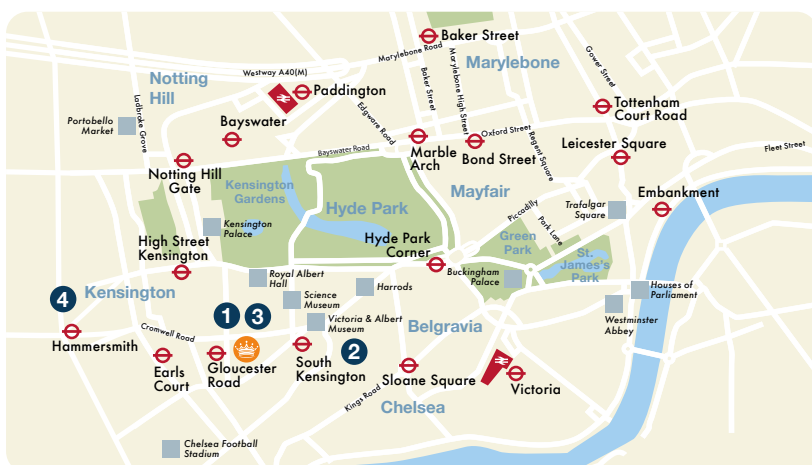 Baker Street
Marylebone Road
Marylebone
Gower Street
Westway A40(M)
Notting
Hill
Paddington
Baker Street
Marylebone High Street
Ladbroke Grove
Edgware Road
Tottenham
Court Road
Portobello
Market
Bayswater
Oxford Street
Regent Square
Leicester Square
Fleet Street
Bayswater Road
Marble
Arch
Bond Street
Notting Hill
Gate
Kensington
Gardens
Mayfair
Embankment
Hyde Park
Piccadilly
Trafalgar
Square
Kensington
Palace
Park Lane
Green
Park
High Street
Kensington
Hyde Park
Corner
St.
James's
Park
Buckingham
Palace
Royal Albert
Hall
Harrods
Houses of
Parliament
4
Kensington
Science
Museum
1
3
Victoria & Albert
Museum
Belgravia
Westminster
Abbey
Cromwell Road
Hammersmith
2
Earls
Court
Gloucester
Road
South
Kensington
Sloane Square
Victoria
Kings Road
Chelsea
Chelsea Football
Stadium